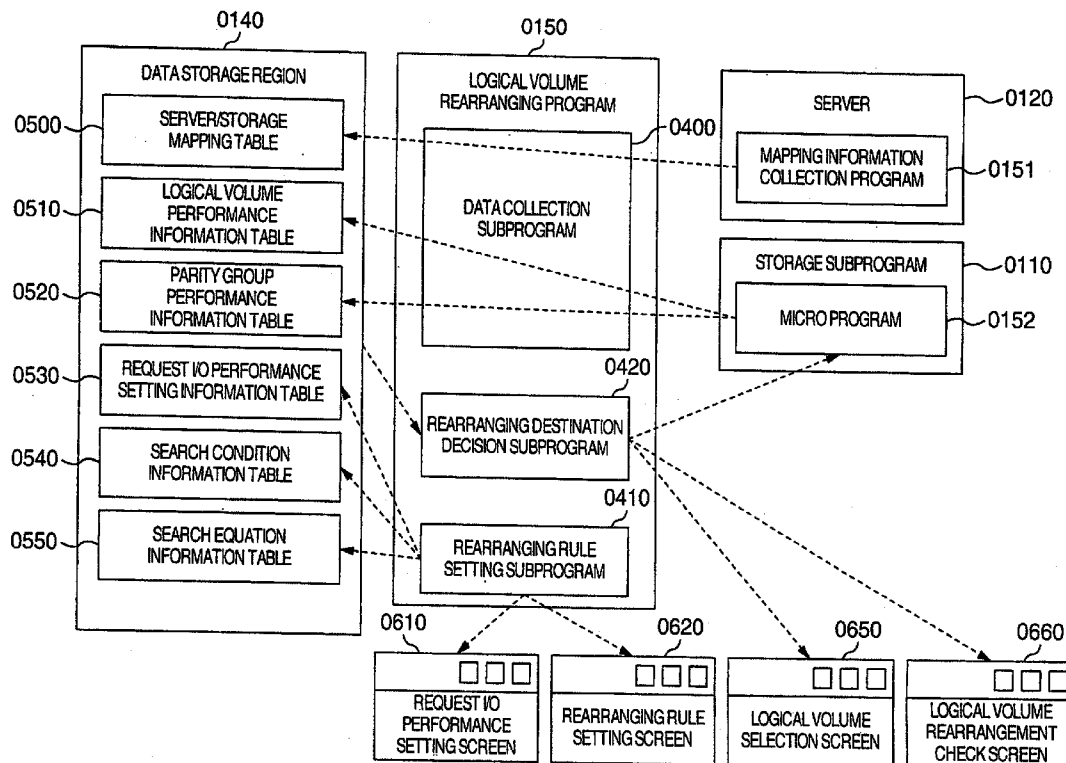 0140
0150
DATA STORAGE REGION
0500
SERVER/STORAGE
MAPPING TABLE
0510
LOGICAL VOLUME
PERFORMANCE
INFORMATION TABLE
0520
PARITY GROUP
PERFORMANCE
INFORMATION TABLE
0530
REQUEST I/O PERFORMANCE
SETTING INFORMATION TABLE
0540
SEARCH CONDITION
INFORMATION TABLE
0550
SEARCH EQUATION
INFORMATION TABLE
LOGICAL VOLUME
REARRANGING PROGRAM
0400
DATA COLLECTION
SUBPROGRAM
0420
REARRANGING DESTINATION
DECISION SUBPROGRAM
0410
REARRANGING RULE
SETTING SUBPROGRAM
SERVER
0120
MAPPING INFORMATION
COLLECTION PROGRAM
0151
STORAGE SUBPROGRAM
0110
MICRO PROGRAM
0152
0610
REQUEST I/O
PERFORMANCE
SETTING SCREEN
0620
REARRANGING RULE
SETTING SCREEN
0650
LOGICAL VOLUME
SELECTION SCREEN
0660
LOGICAL VOLUME
REARRANGEMENT
CHECK SCREEN